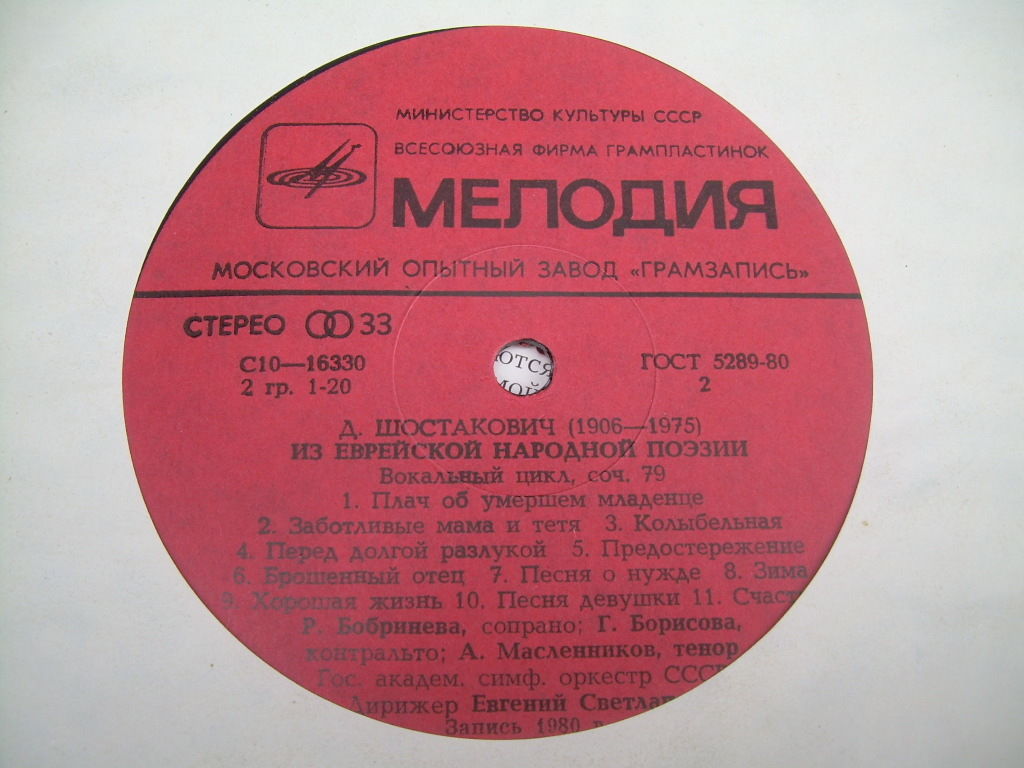 МИНИСТЕРСТВО КУЛЬТУРЫ СССР
ВСЕСОЮЗНАЯ ФИРМА ГРАМПЛАСТИНОК
МЕЛОДИЯ
МОСКОВСКИЙ ОПЫТНЫЙ ЗАВОД «ГРАМЗАПИСЬ»
СТЕРЕО 33
С10—16330 ГОСТ 5289-80
2 гр. 1-20 2
Д. ШОСТАКОВИЧ (1906—1975)
ИЗ ЕВРЕЙСКОЙ НАРОДНОЙ ПОЭЗИИ
Вокальный цикл, соч. 79
1. Плач об умершем младенце
2. Заботливые мама и тетя 3. Колыбельная
4. Перед долгой разлукой 5. Предостережение
6. Брошенный отец 7. Песня о нужде 8. Зима
9. Хорошая жизнь 10. Песня девушки 11.
Р. Бобринева, сопрано; Г. Борисова,
контральто; А. Масленников, тенор
Гос. академ. симф. оркестр СССР
Дирижер Евгений
Запись 1980 г.